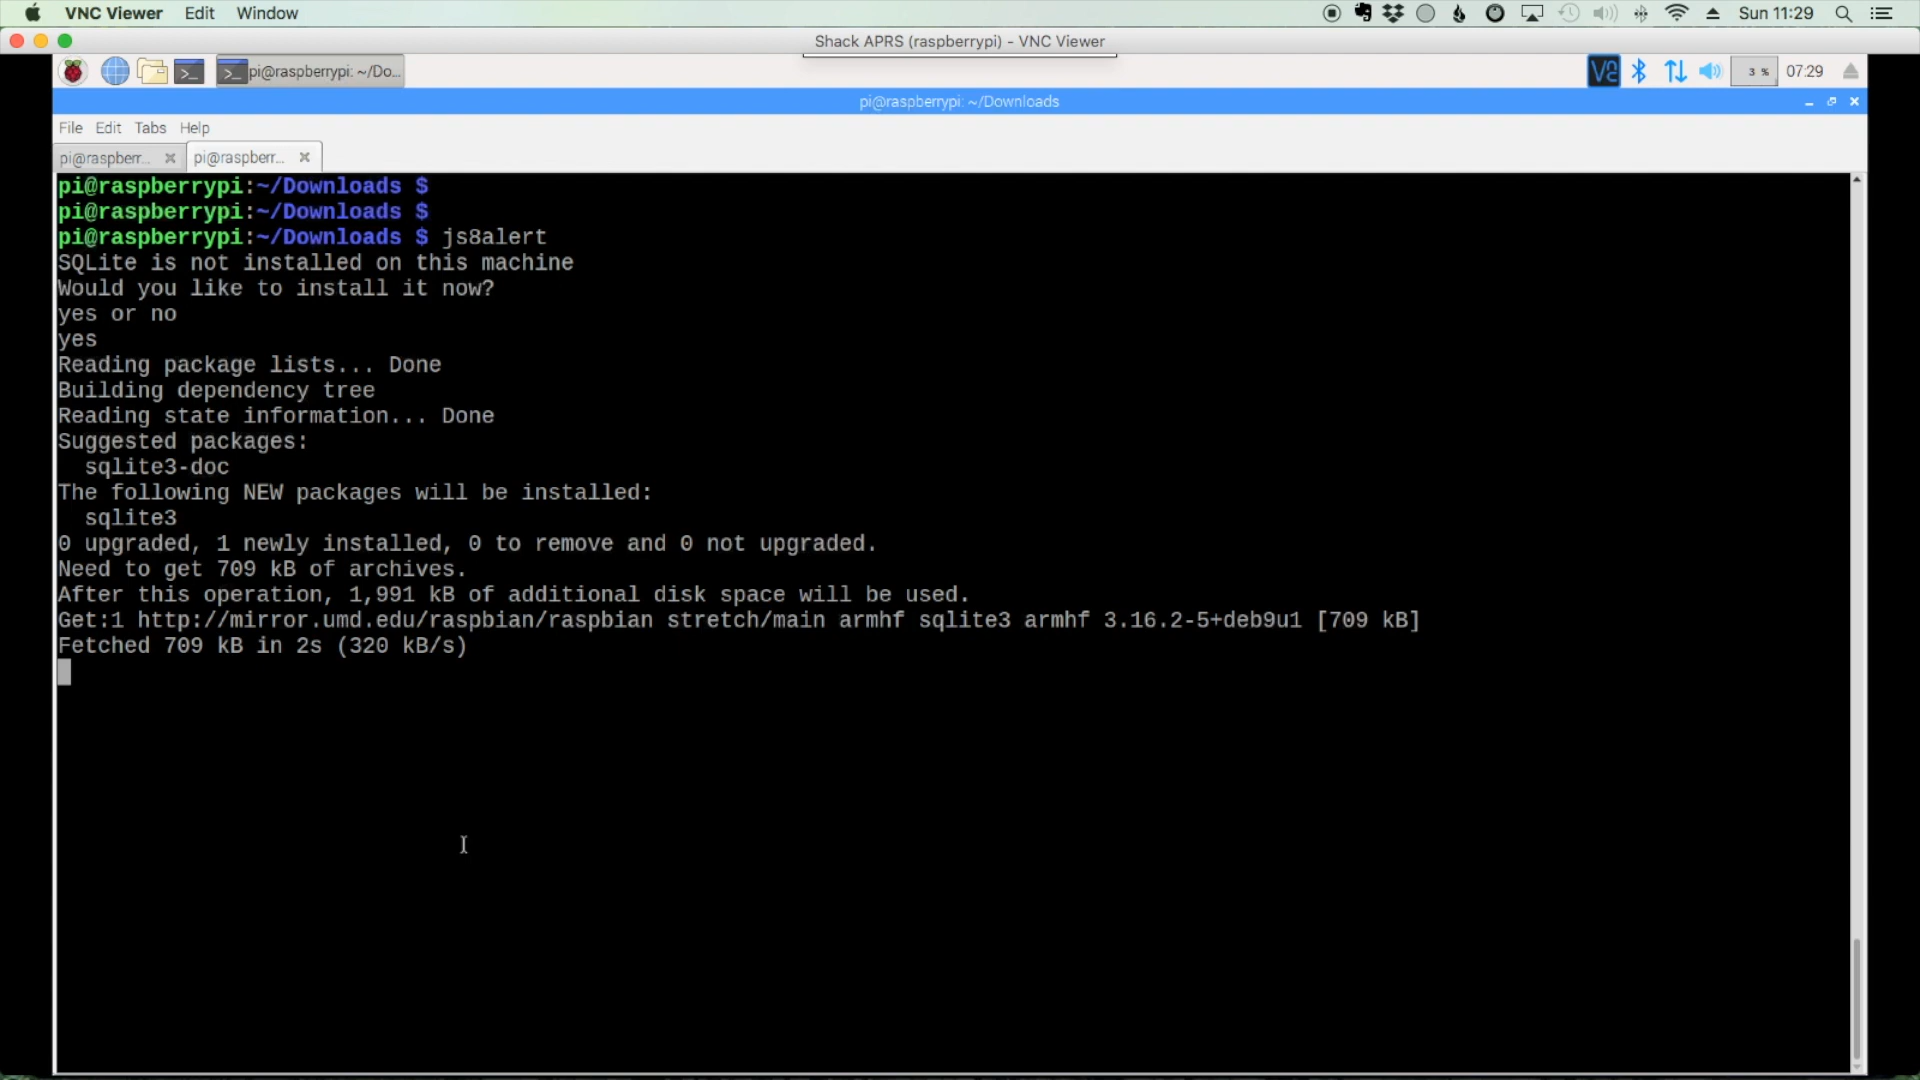 VNC Viewer Edit Window Sun 11:29
Shack APRS (raspberrypi) - VNC Viewer
pi@raspberrypi: ~/Do... 3 % 07:29
pi@raspberrypi: ~/Downloads
File Edit Tabs Help
pi@raspberr... pi@raspberr...
pi@raspberrypi:~/Downloads $
pi@raspberrypi:~/Downloads $
pi@raspberrypi:~/Downloads $ js8alert
SQLite is not installed on this machine
Would you like to install it now?
yes or no
yes
Reading package lists... Done
Building dependency tree
Reading state information... Done
Suggested packages:
  sqlite3-doc
The following NEW packages will be installed:
  sqlite3
0 upgraded, 1 newly installed, 0 to remove and 0 not upgraded.
Need to get 709 kB of archives.
After this operation, 1,991 kB of additional disk space will be used.
Get:1 http://mirror.umd.edu/raspbian/raspbian stretch/main armhf sqlite3 armhf 3.16.2-5+deb9u1 [709 kB]
Fetched 709 kB in 2s (320 kB/s)